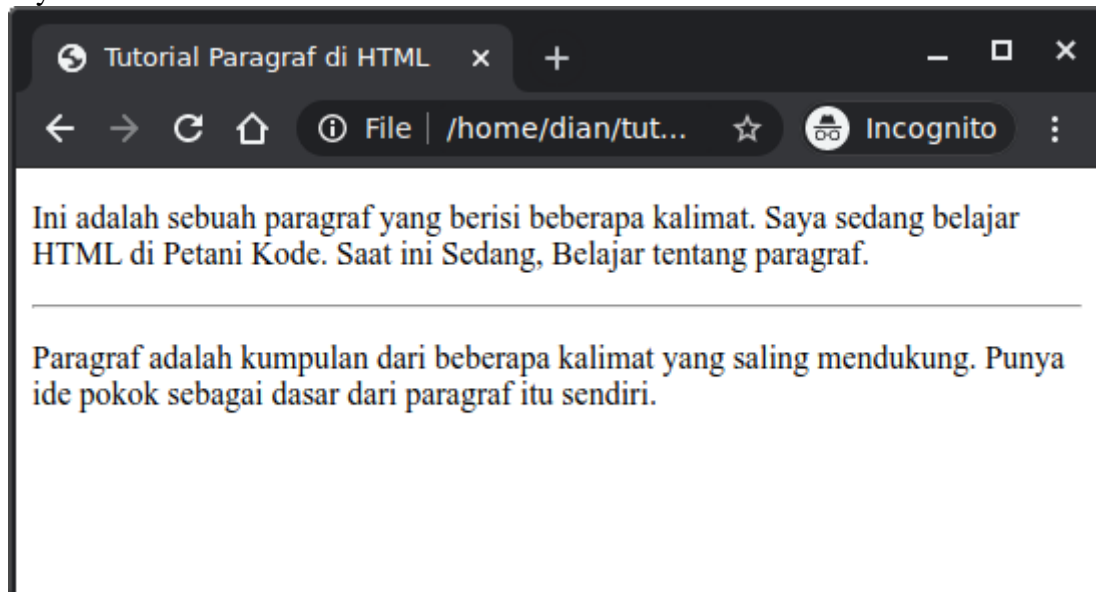 Tutorial Paragraf di HTML
File /home/dian/tut... Incognito
Ini adalah sebuah paragraf yang berisi beberapa kalimat. Saya sedang belajar
HTML di Petani Kode. Saat ini Sedang, Belajar tentang paragraf.
Paragraf adalah kumpulan dari beberapa kalimat yang saling mendukung. Punya
ide pokok sebagai dasar dari paragraf itu sendiri.